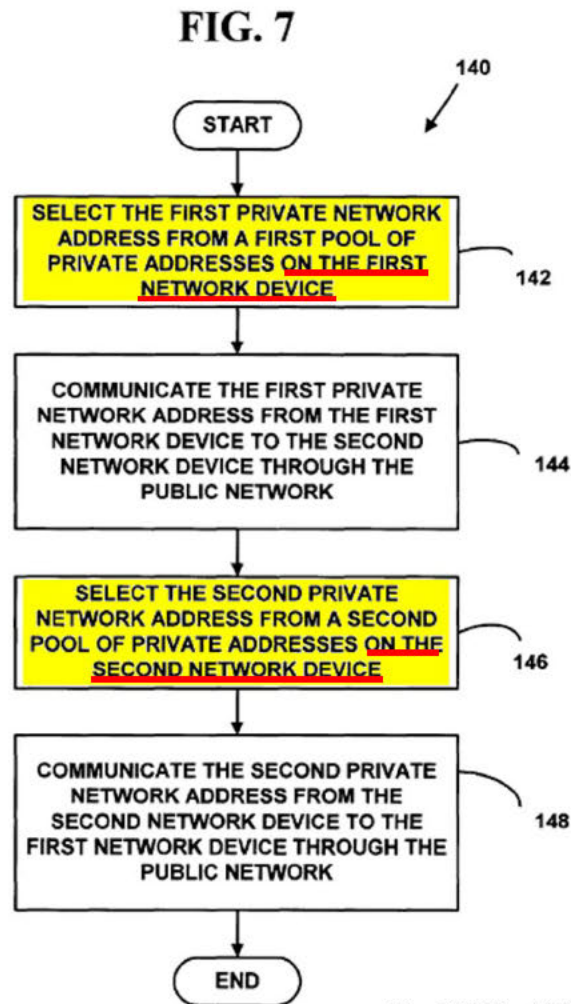 FIG. 7
140
START
SELECT THE FIRST PRIVATE NETWORK
ADDRESS FROM A FIRST POOL OF
PRIVATE ADDRESSES ON THE FIRST
NETWORK DEVICE
142
COMMUNICATE THE FIRST PRIVATE
NETWORK ADDRESS FROM THE FIRST
NETWORK DEVICE TO THE SECOND
NETWORK DEVICE THROUGH THE
PUBLIC NETWORK
144
SELECT THE SECOND PRIVATE
NETWORK ADDRESS FROM A SECOND
POOL OF PRIVATE ADDRESSES ON THE
SECOND NETWORK DEVICE
146
COMMUNICATE THE SECOND PRIVATE
NETWORK ADDRESS FROM THE
SECOND NETWORK DEVICE TO THE
FIRST NETWORK DEVICE THROUGH THE
PUBLIC NETWORK
148
END